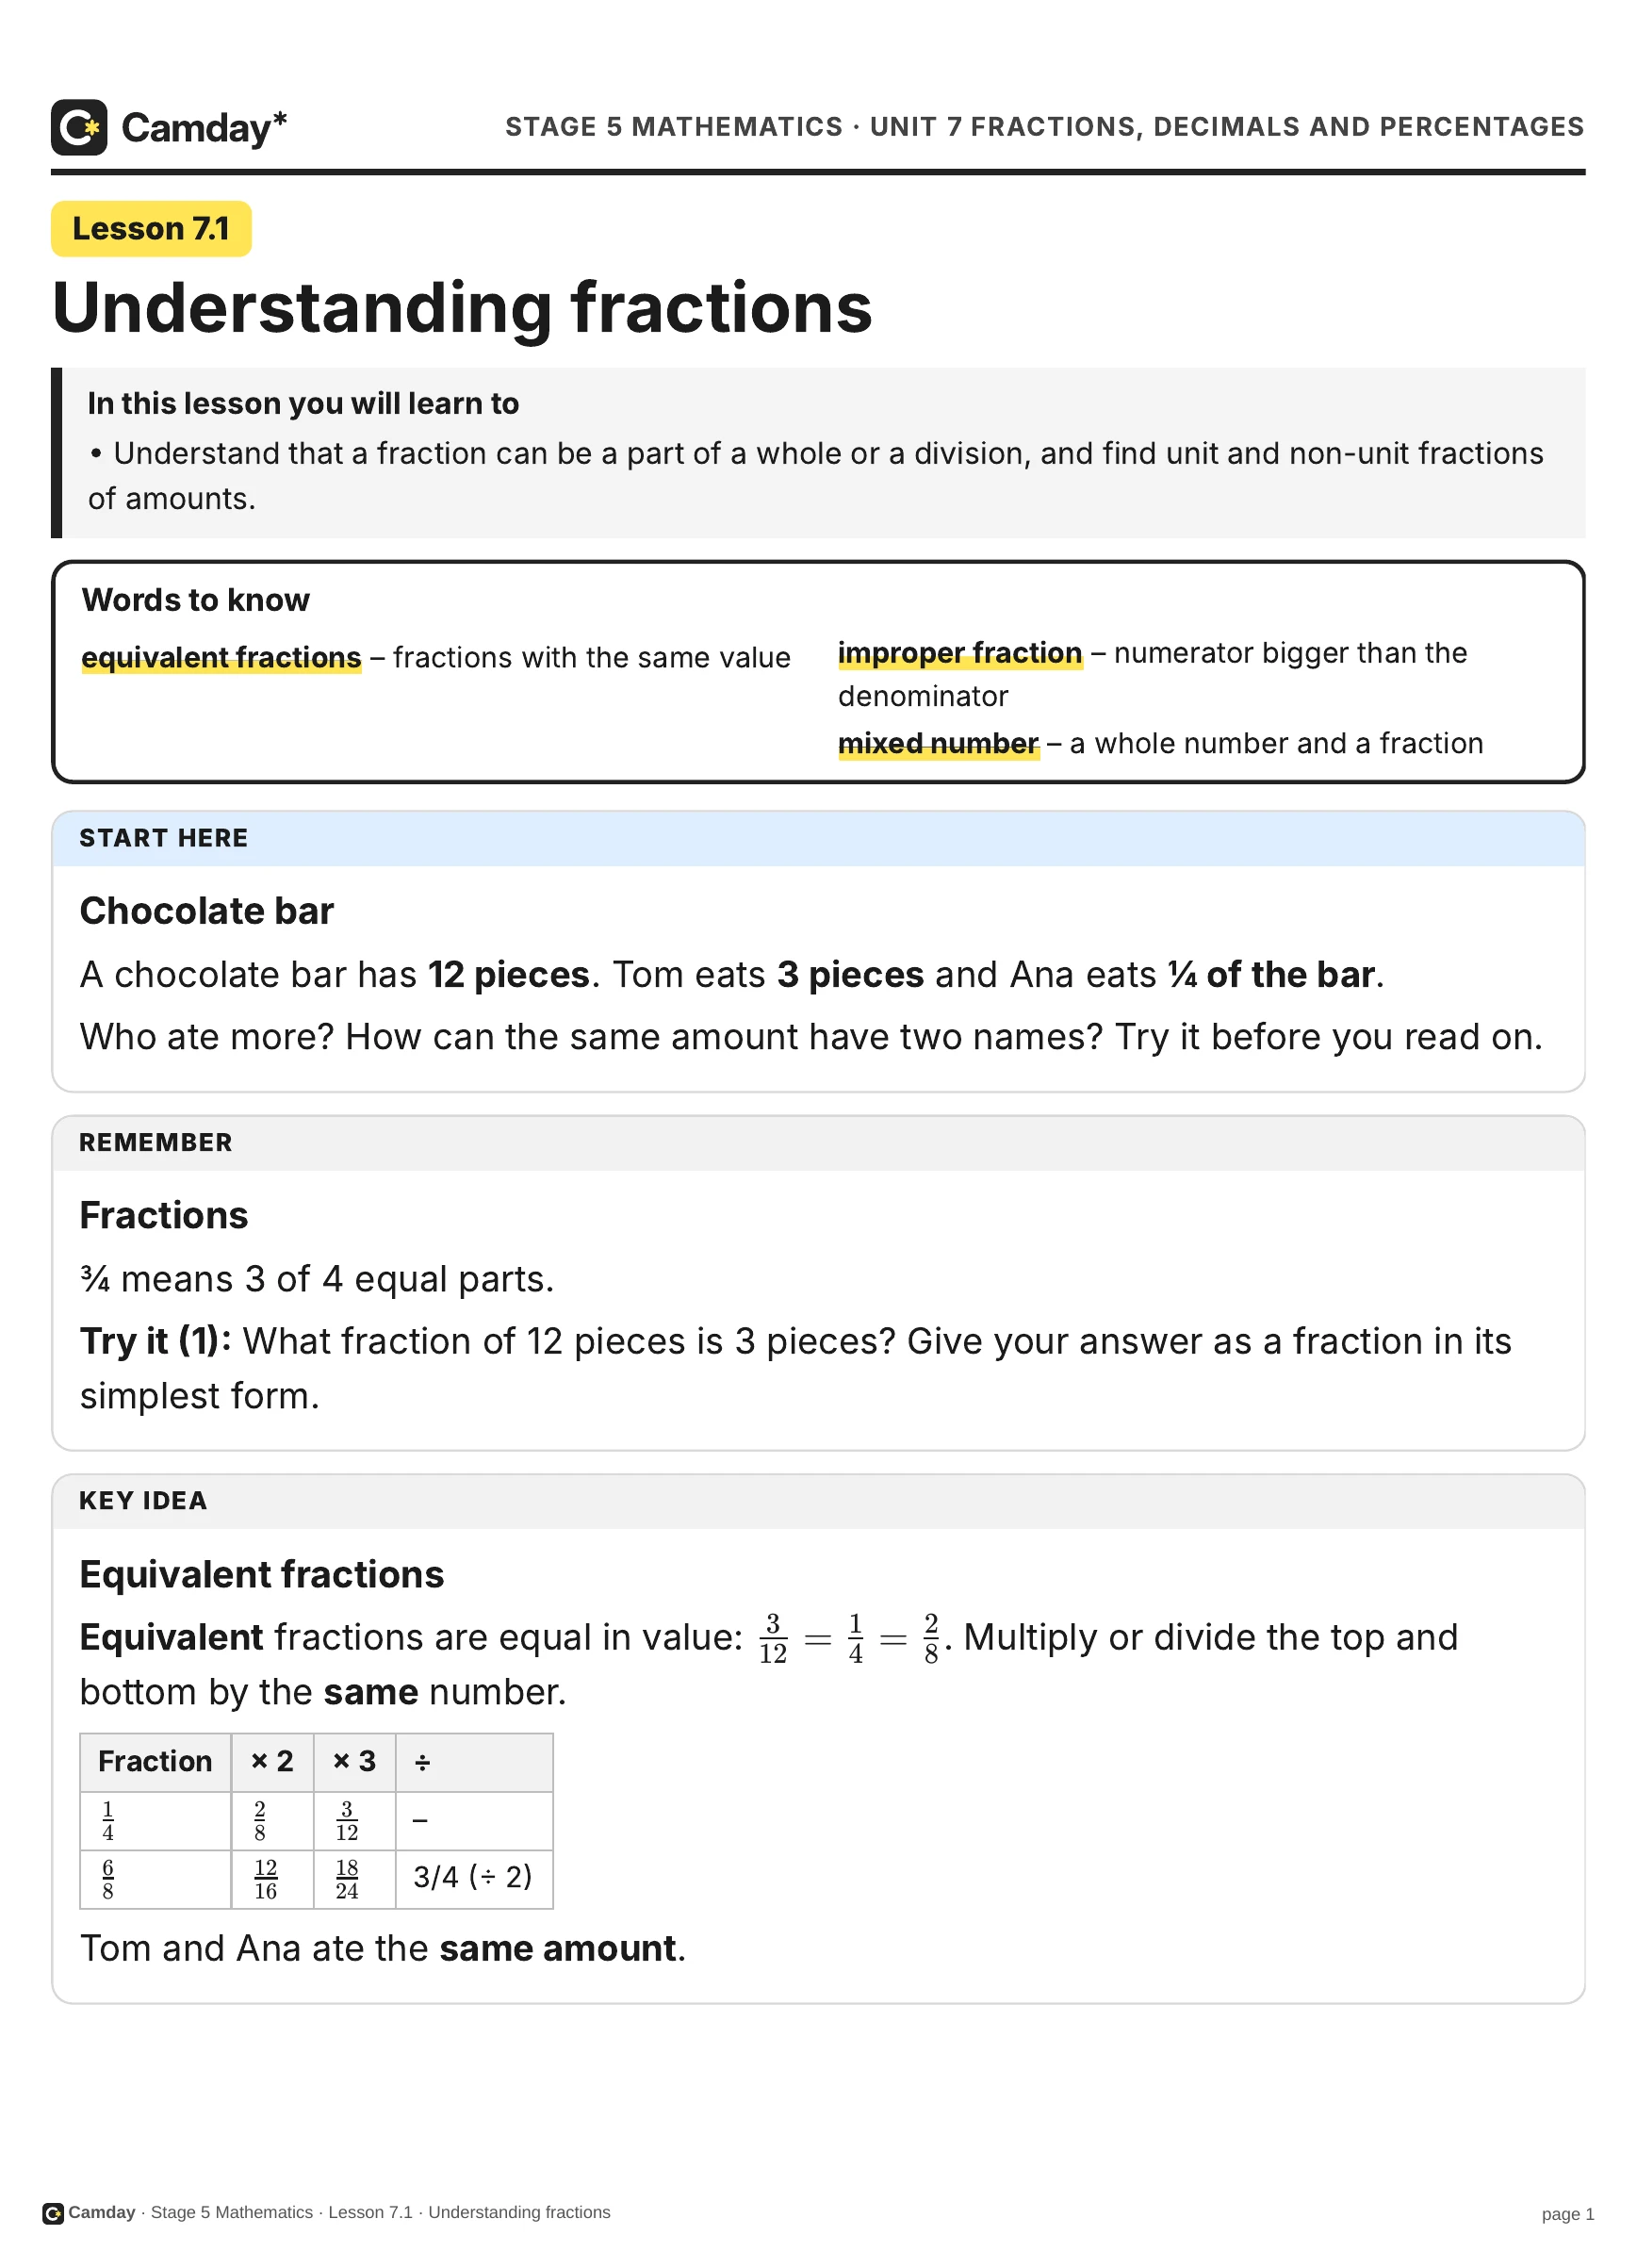 Camday*
STAGE 5 MATHEMATICS · UNIT 7 FRACTIONS, DECIMALS AND PERCENTAGES
Lesson 7.1
Understanding fractions
In this lesson you will learn to
• Understand that a fraction can be a part of a whole or a division, and find unit and non-unit fractions
of amounts.
Words to know
equivalent fractions – fractions with the same value
improper fraction – numerator bigger than the
denominator
mixed number – a whole number and a fraction
START HERE
Chocolate bar
A chocolate bar has 12 pieces. Tom eats 3 pieces and Ana eats ¼ of the bar.
Who ate more? How can the same amount have two names? Try it before you read on.
REMEMBER
Fractions
¾ means 3 of 4 equal parts.
Try it (1): What fraction of 12 pieces is 3 pieces? Give your answer as a fraction in its
simplest form.
KEY IDEA
Equivalent fractions
Equivalent fractions are equal in value: 3/12 = 1/4 = 2/8. Multiply or divide the top and
bottom by the same number.
Fraction × 2 × 3 ÷
1/4 2/8 3/12 –
6/8 12/16 18/24 3/4 (÷ 2)
Tom and Ana ate the same amount.
Camday · Stage 5 Mathematics · Lesson 7.1 · Understanding fractions
page 1